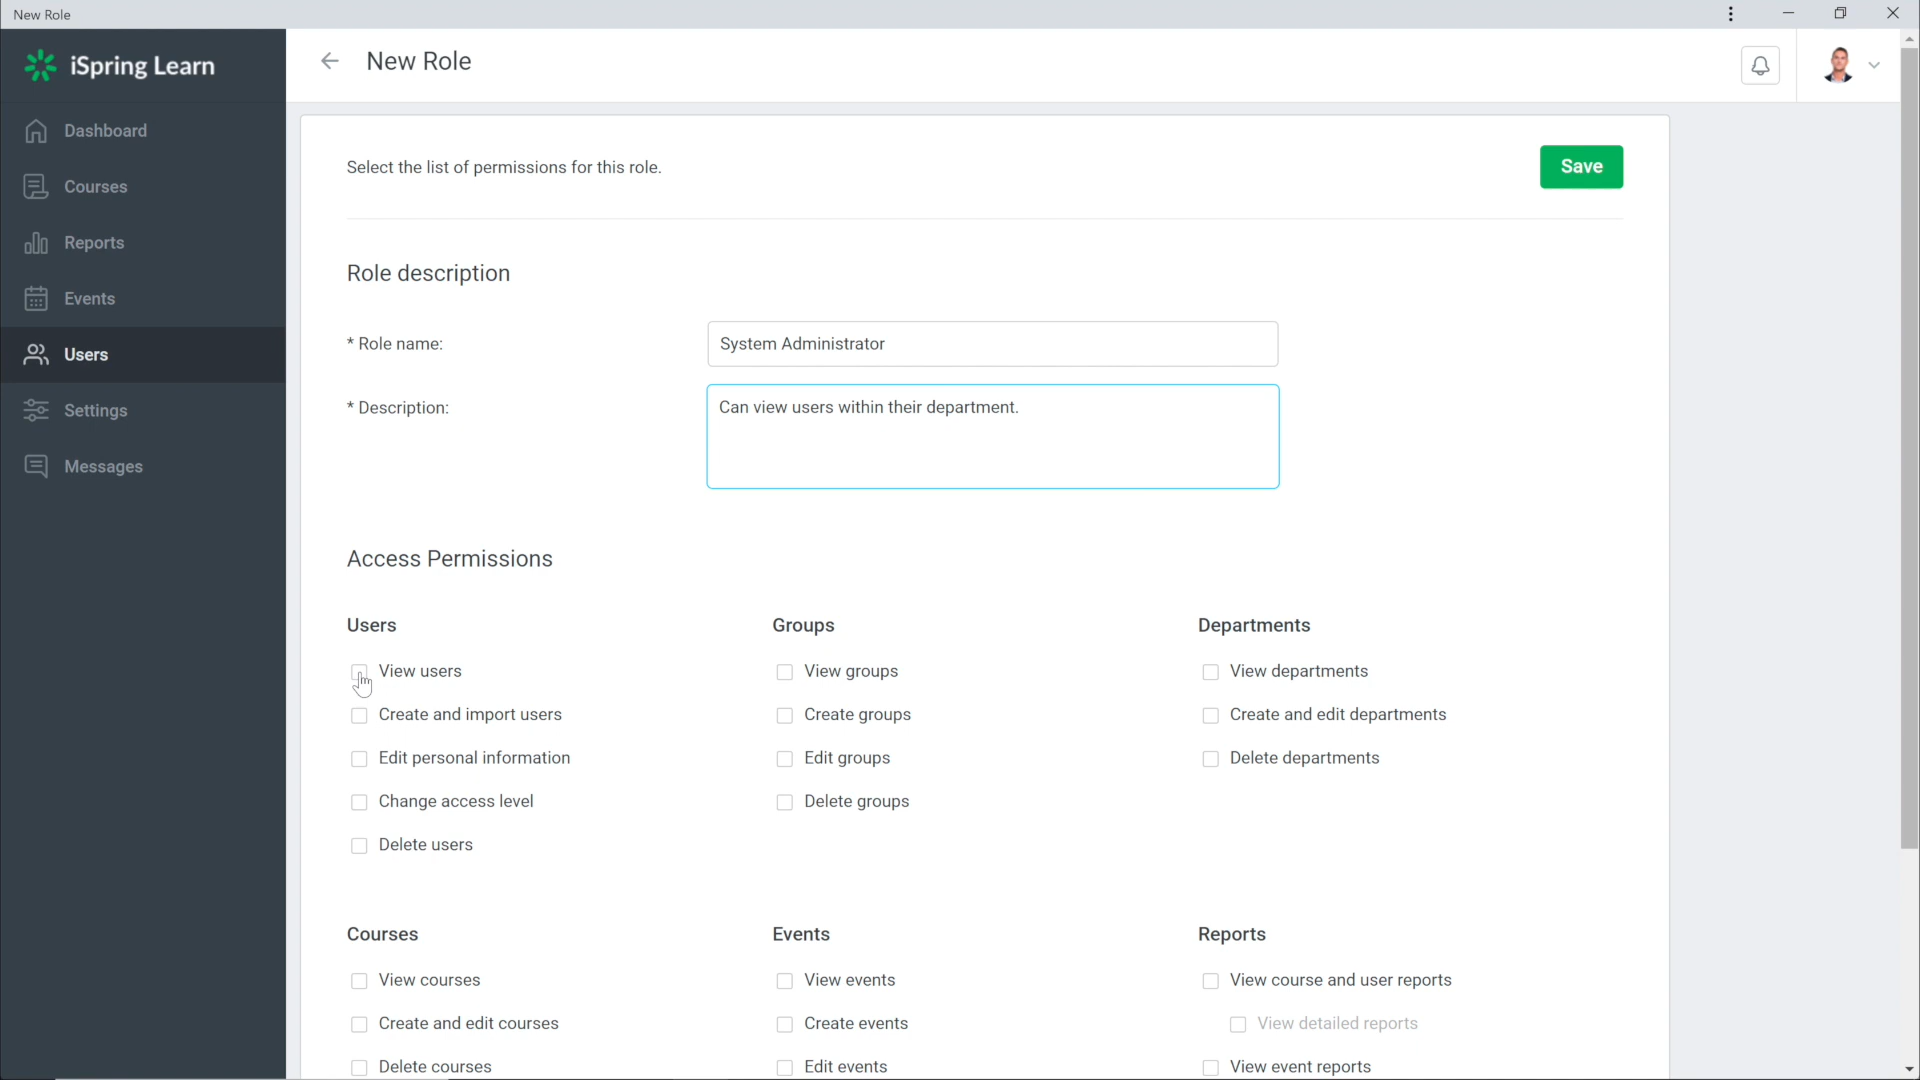 New Role
iSpring Learn
New Role
Dashboard
Courses
Reports
Events
Users
Settings
Messages
Select the list of permissions for this role.
Save
Role description
* Role name:
System Administrator
* Description:
Can view users within their department.
Access Permissions
Users
View users
Create and import users
Edit personal information
Change access level
Delete users
Groups
View groups
Create groups
Edit groups
Delete groups
Departments
View departments
Create and edit departments
Delete departments
Courses
View courses
Create and edit courses
Delete courses
Events
View events
Create events
Edit events
Reports
View course and user reports
View detailed reports
View event reports